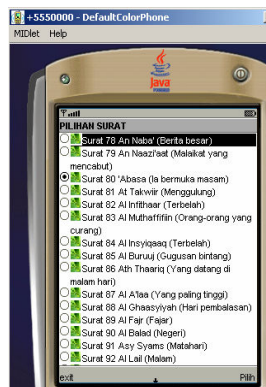 +5550000 - DefaultColorPhone
MIDlet Help
Java
PILIHAN SURAT
Surat 78 An Naba' (Berita besar)
Surat 79 An Naazi'aat (Malaikat yang
mencabut)
Surat 80 'Abasa (Ia bermuka masam)
Surat 81 At Takwiir (Menggulung)
Surat 82 Al Infithaar (Terbelah)
Surat 83 Al Muthaffifiin (Orang-orang yang
curang)
Surat 84 Al Insyiqaaq (Terbelah)
Surat 85 Al Buruuj (Gugusan bintang)
Surat 86 Ath Thaariq (Yang datang di
malam hari)
Surat 87 Al A'laa (Yang paling tinggi)
Surat 88 Al Ghaasyiyah (Hari pembalasan)
Surat 89 Al Fajr (Fajar)
Surat 90 Al Balad (Negeri)
Surat 91 Asy Syams (Matahari)
Surat 92 Al Lail (Malam)
exit Pilih